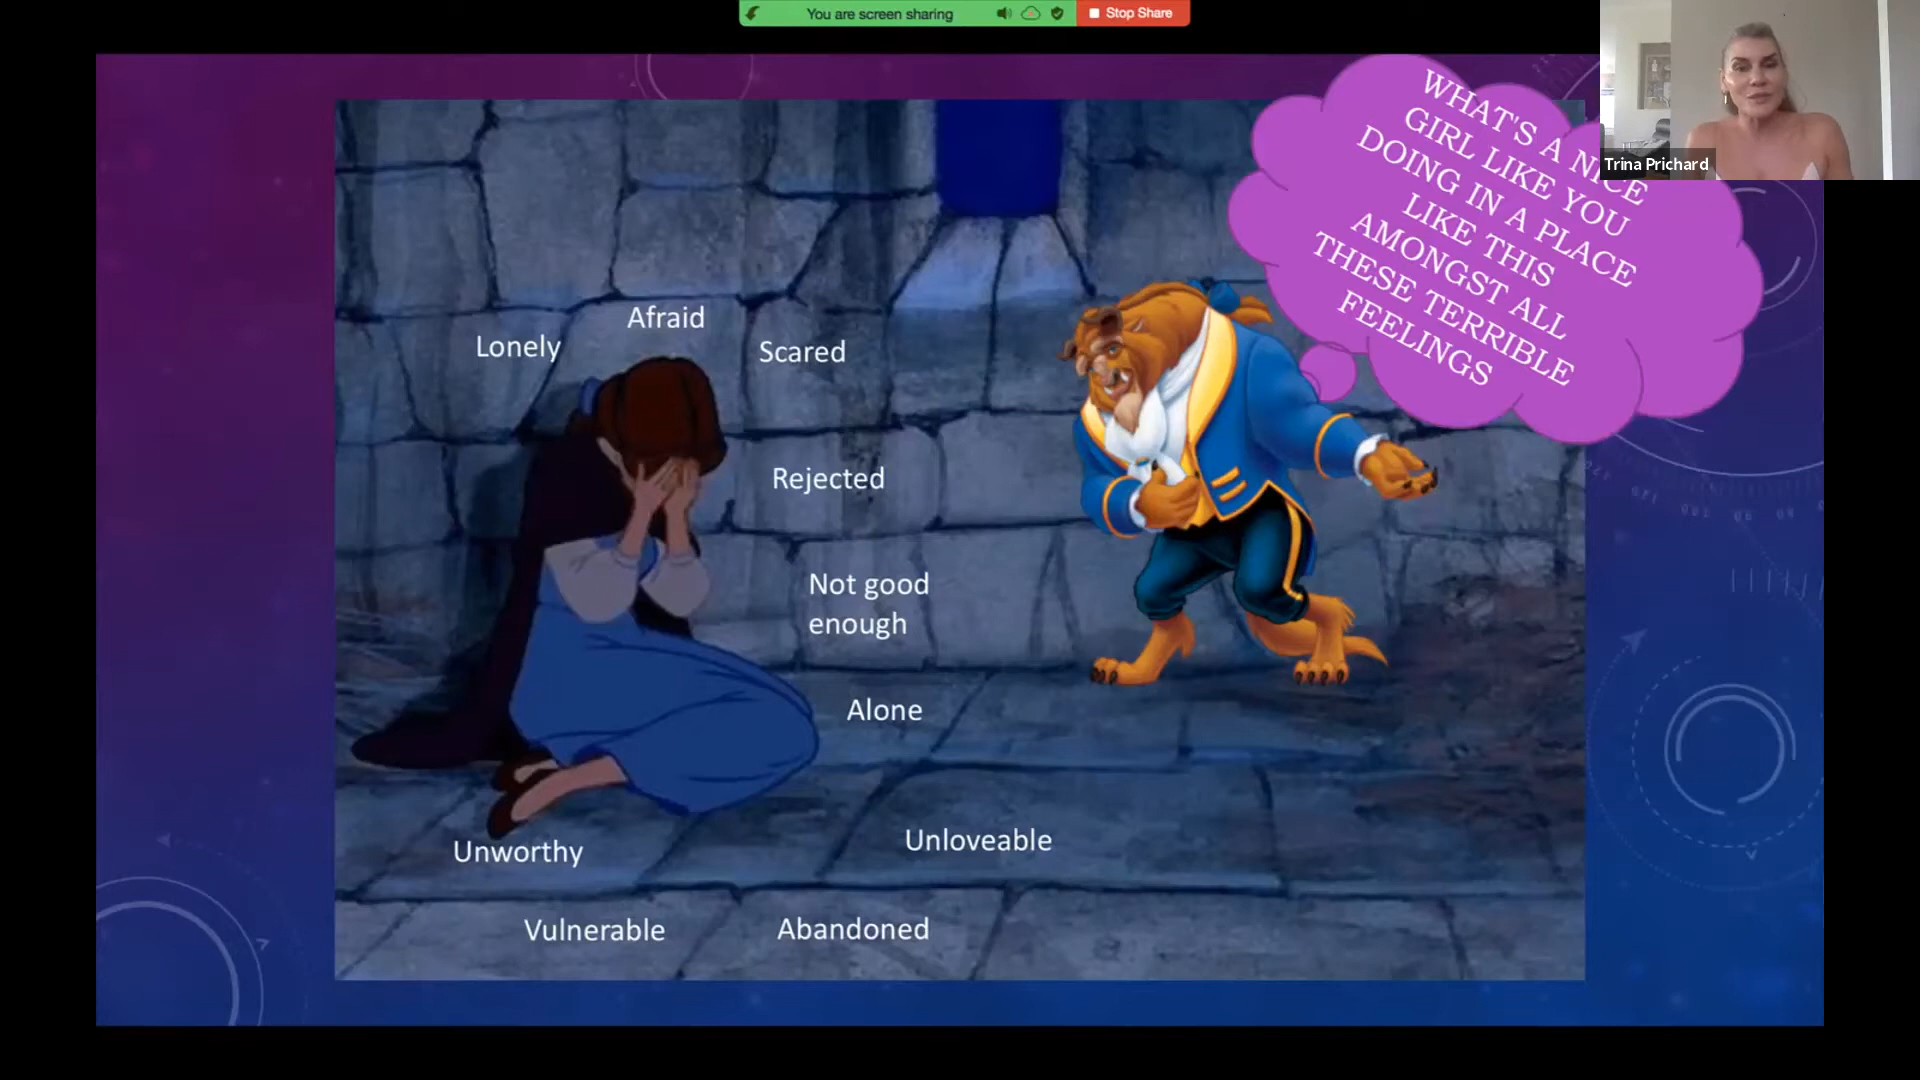 You are screen sharing
Stop Share
Trina Prichard
WHAT'S A NICE
GIRL LIKE YOU
DOING IN A PLACE
LIKE THIS
AMONGST ALL
THESE TERRIBLE
FEELINGS
Afraid
Lonely
Scared
Rejected
Not good
enough
Alone
Unloveable
Unworthy
Vulnerable
Abandoned